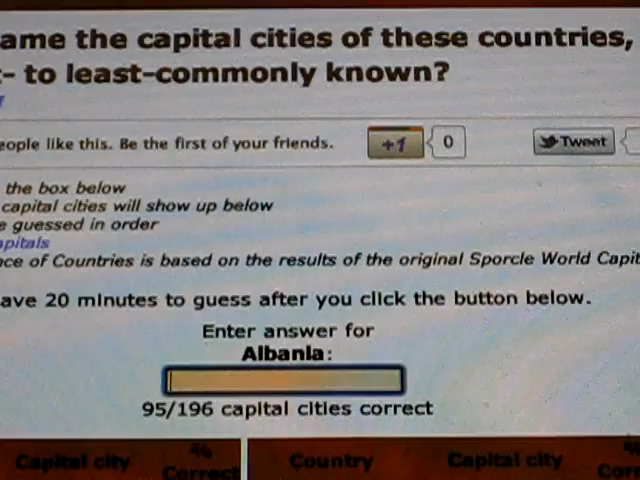 ame the capital cities of these countries,
- to least-commonly known?
eople like this. Be the first of your friends.
+1
0
Tweet
the box below
capital cities will show up below
e guessed in order
apitals
nce of Countries is based on the results of the original Sporcle World Capit
ave 20 minutes to guess after you click the button below.
Enter answer for
Albania:
95/196 capital cities correct
Capital city
% Correct
Country
Capital city
% Corr